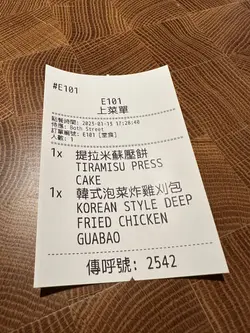 #E101
E101
上菜單
點餐時間: 2025-03-15 17:28:48
桌檯: Both Street
訂單編號: E101 [堂食]
人數: 1
1x 提拉米蘇壓餅
TIRAMISU PRESS
CAKE
1x 韓式泡菜炸雞刈包
KOREAN STYLE DEEP
FRIED CHICKEN
GUABAO
傳呼號: 2542